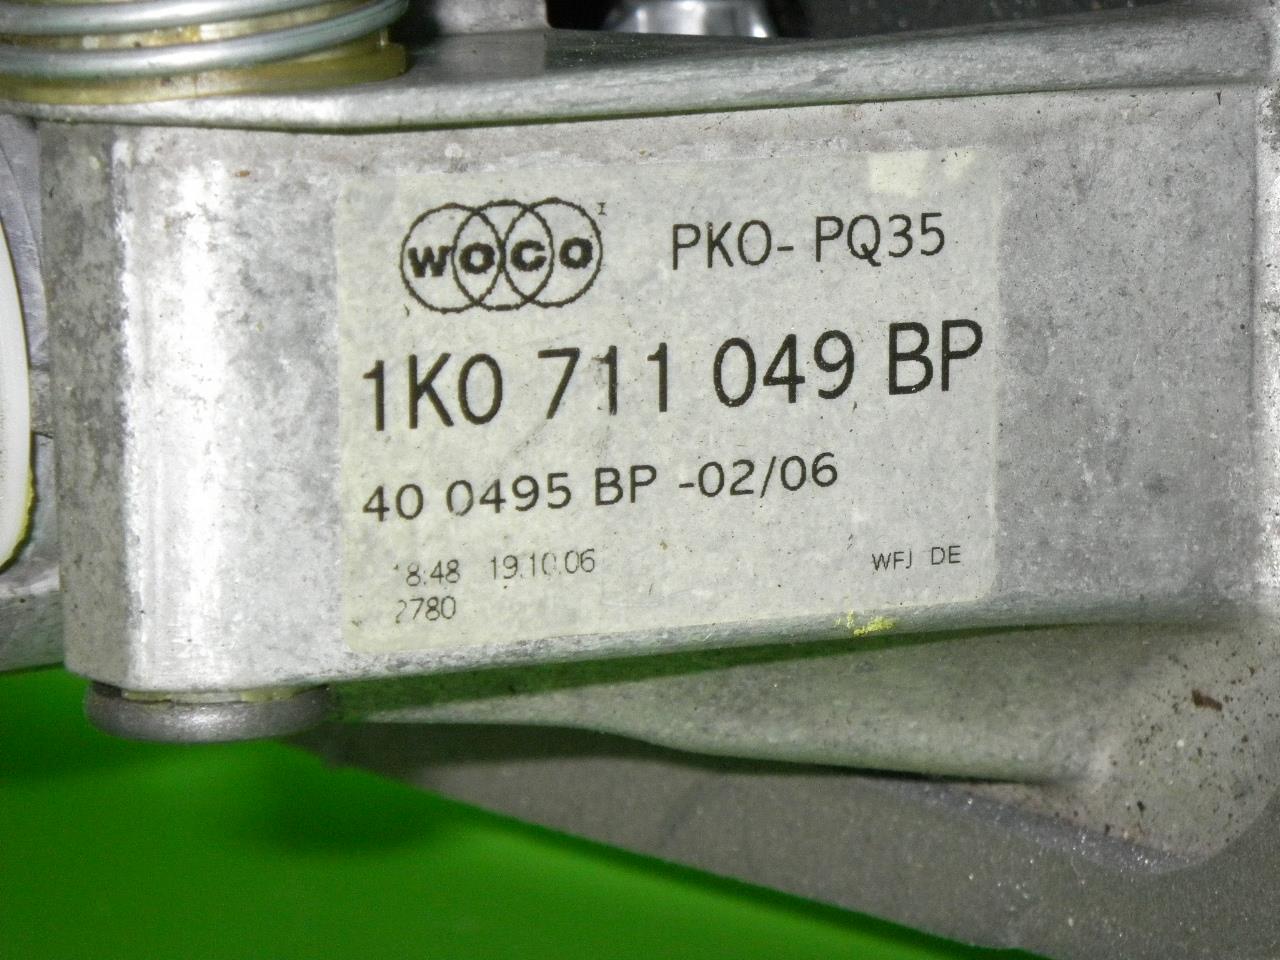 WOCO PKO- PQ35
1K0 711 049 BP
40 0495 BP -02/06
18:48 19.10.06
2780 WFJ DE